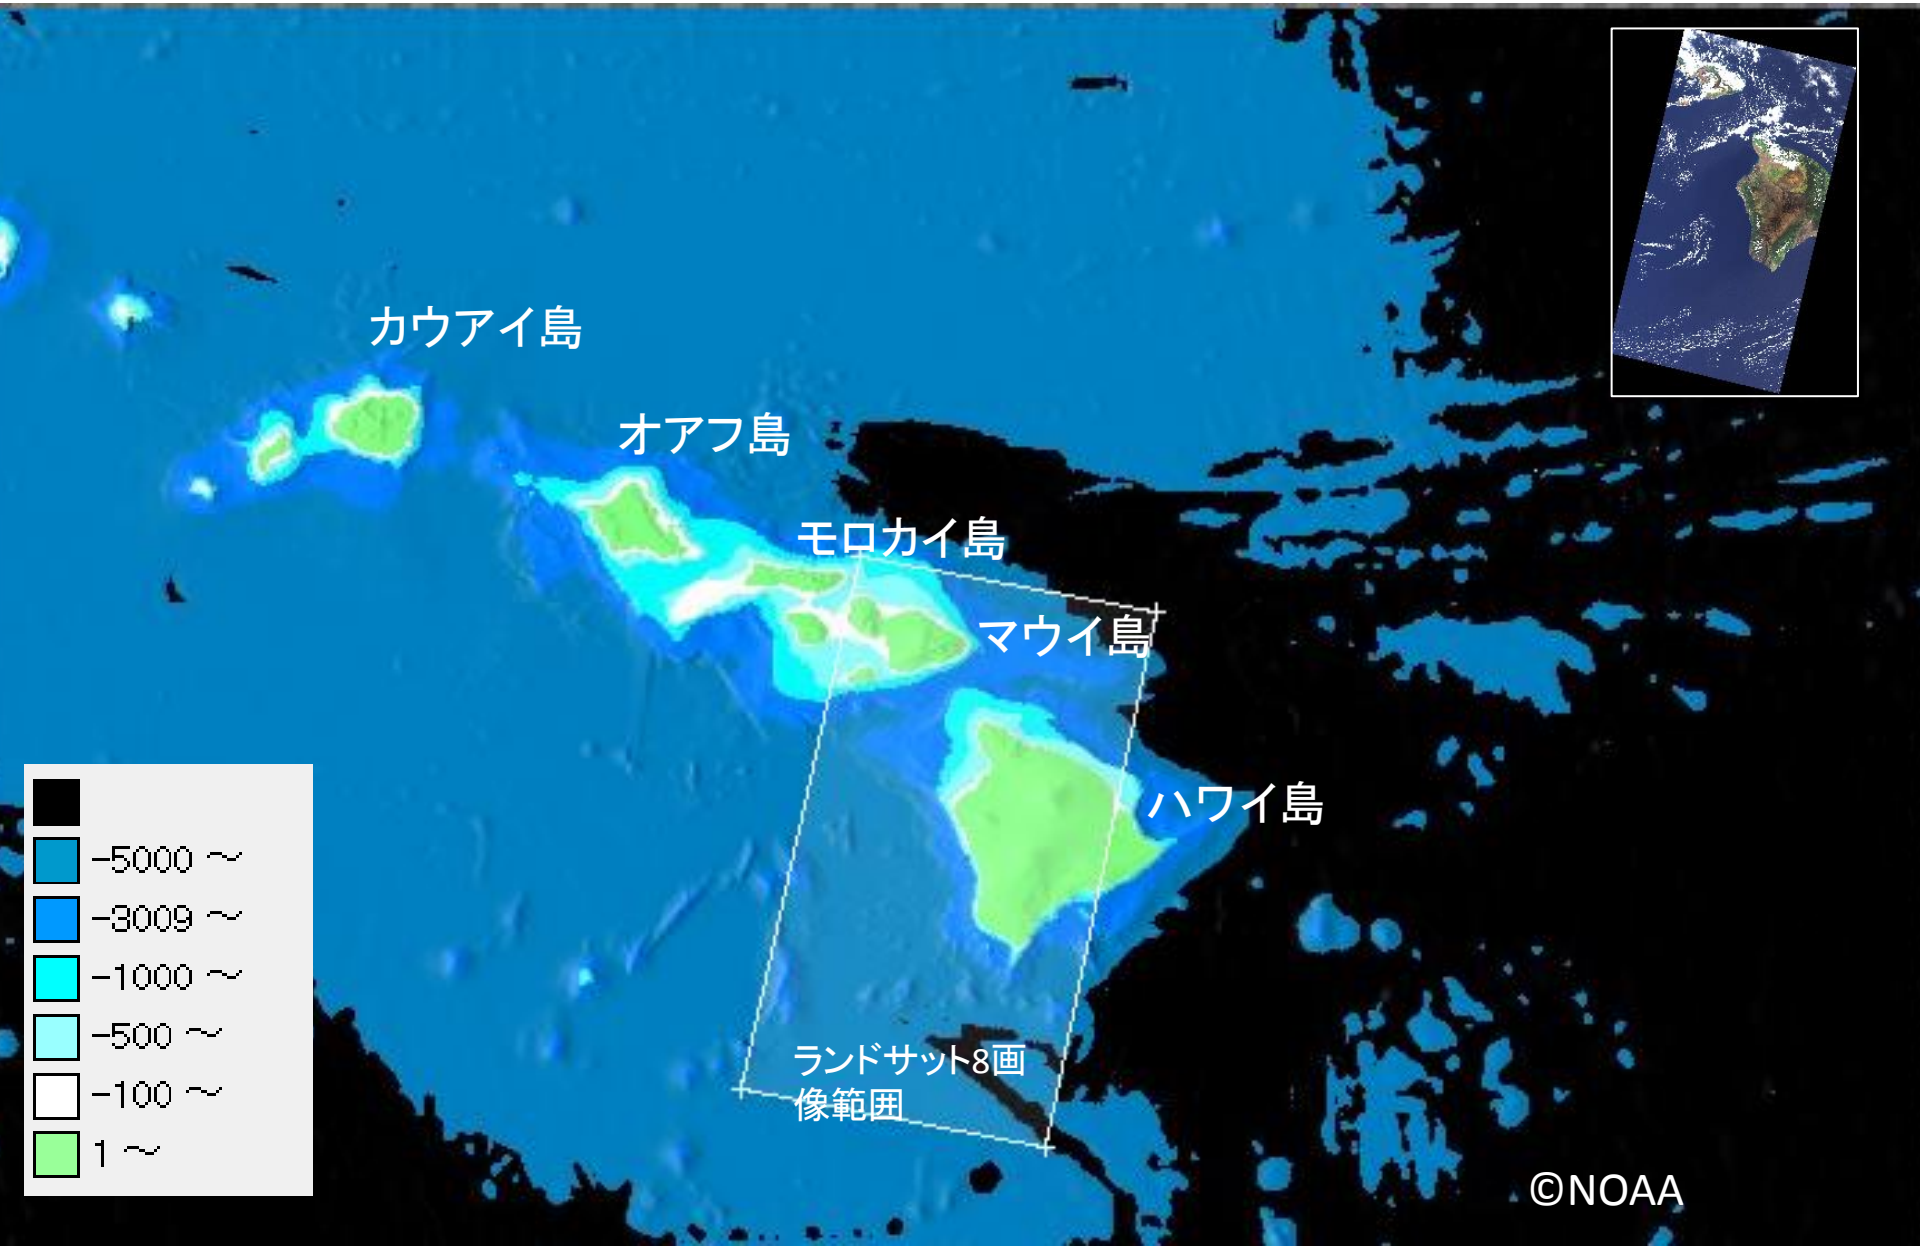 カウアイ島
オアフ島
モロカイ島
マウイ島
ハワイ島
-5000 ～
-3009 ～
-1000 ～
-500 ～
-100 ～
1 ～
ランドサット8画
像範囲
©NOAA